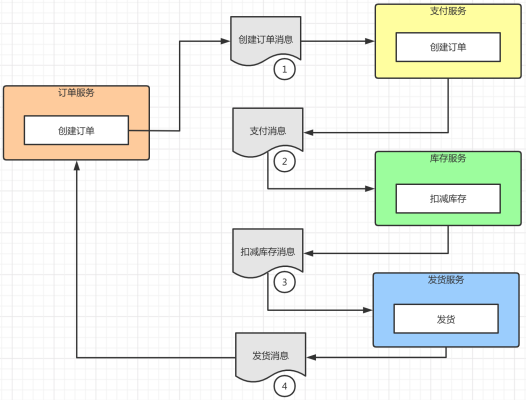 支付服务
创建订单消息
创建订单
1
订单服务
创建订单
支付消息
2
库存服务
扣减库存
扣减库存消息
3
发货服务
发货
发货消息
4